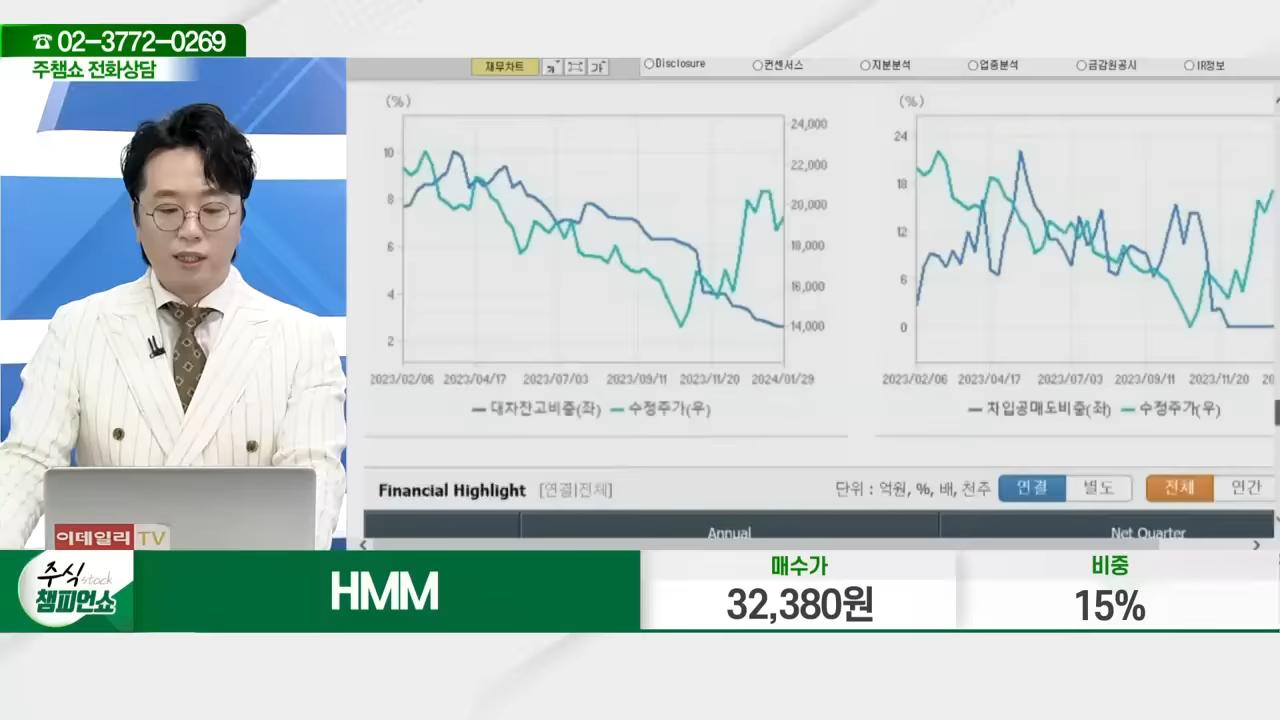 ☎ 02-3772-0269
주챔쇼 전화상담
재무차트
가
가
Disclosure
컨센서스
지분분석
업종분석
금감원공시
IR정보
(%)
10
8
6
4
2
24,000
22,000
20,000
18,000
16,000
14,000
2023/02/06 2023/04/17 2023/07/03 2023/09/11 2023/11/20 2024/01/29
대차잔고비중(좌) 수정주가(우)
(%)
24
18
12
6
0
2023/02/06 2023/04/17 2023/07/03 2023/09/11 2023/11/20 20
차입공매도비중(좌) 수정주가(우)
Financial Highlight [연결|전체]
단위 : 억원, %, 배, 천주 연결 별도 전체 연간
Annual Net Quarter
이데일리 TV
주식 stock
챔피언쇼
HMM
매수가
32,380원
비중
15%